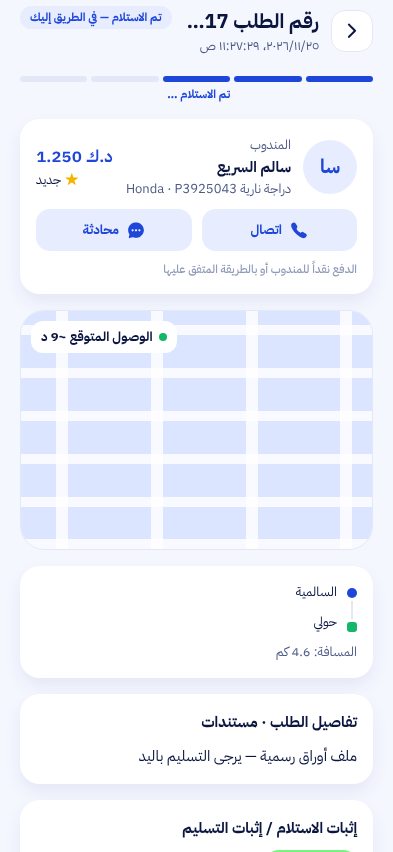 رقم الطلب 17...
تم الاستلام — في الطريق إليك
٢٠٢٦/١١/٢٥، ١١:٢٧:٢٩ ص
تم الاستلام ...
سا
المندوب
سالم السريع
دراجة نارية Honda · P3925043
د.ك 1.250
★ جديد
اتصال
محادثة
الدفع نقداً للمندوب أو بالطريقة المتفق عليها
الوصول المتوقع ~9 د
السالمية
حولي
المسافة: 4.6 كم
تفاصيل الطلب · مستندات
ملف أوراق رسمية — يرجى التسليم باليد
إثبات الاستلام / إثبات التسليم